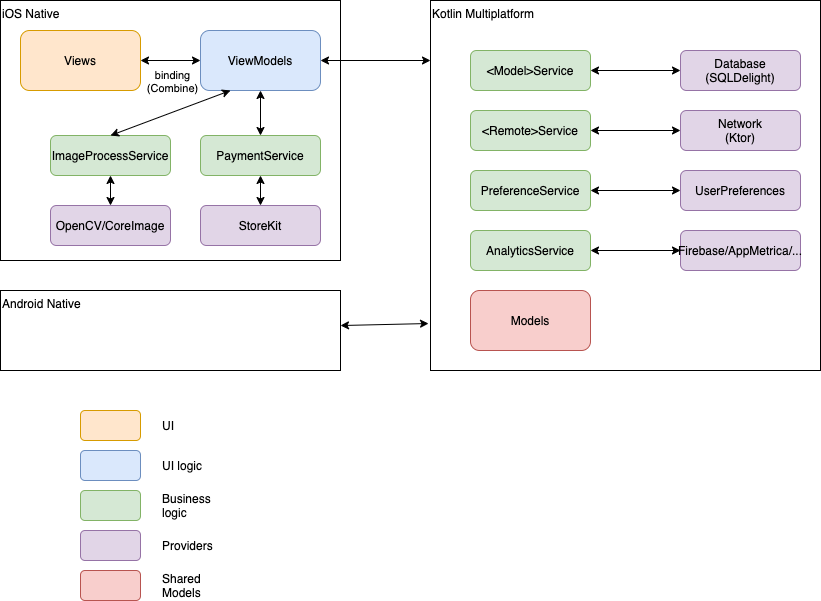 iOS Native
Views
binding
(Combine)
ViewModels
ImageProcessService
PaymentService
OpenCV/CoreImage
StoreKit
Android Native
Kotlin Multiplatform
<Model>Service
Database
(SQLDelight)
<Remote>Service
Network
(Ktor)
PreferenceService
UserPreferences
AnalyticsService
Firebase/AppMetrica/...
Models
UI
UI logic
Business
logic
Providers
Shared
Models